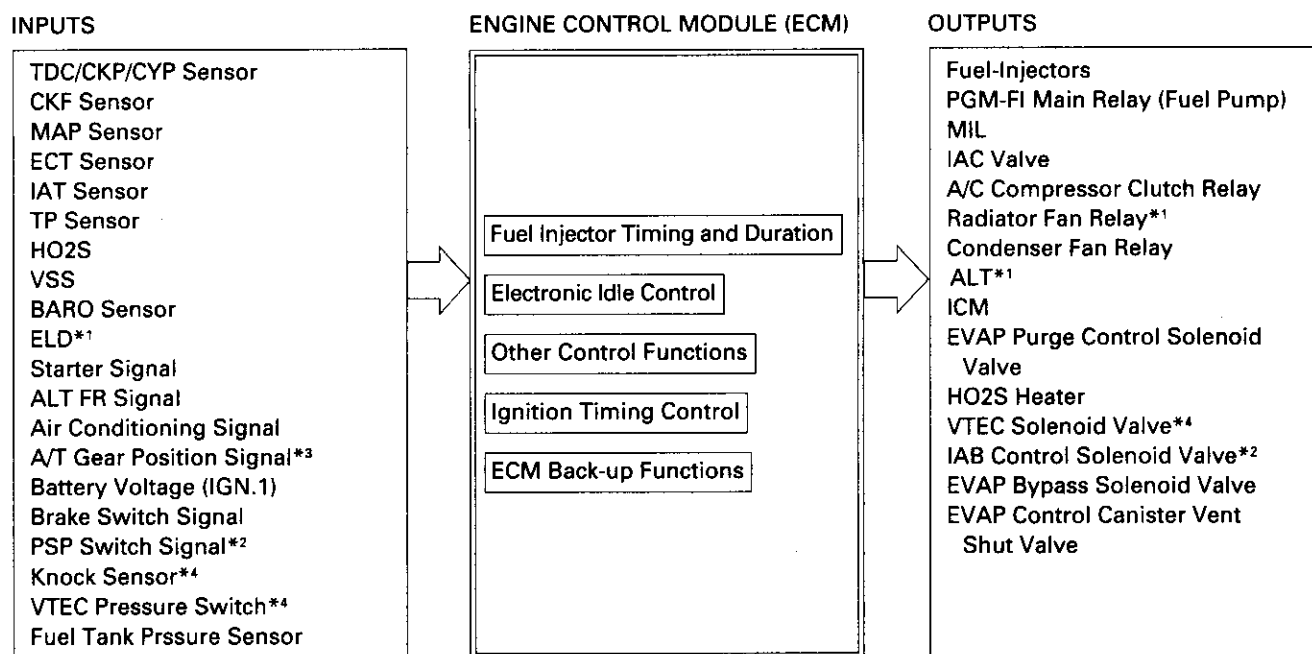 INPUTS
TDC/CKP/CYP Sensor
CKF Sensor
MAP Sensor
ECT Sensor
IAT Sensor
TP Sensor
HO2S
VSS
BARO Sensor
ELD*1
Starter Signal
ALT FR Signal
Air Conditioning Signal
A/T Gear Position Signal*3
Battery Voltage (IGN.1)
Brake Switch Signal
PSP Switch Signal*2
Knock Sensor*4
VTEC Pressure Switch*4
Fuel Tank Prssure Sensor
ENGINE CONTROL MODULE (ECM)
Fuel Injector Timing and Duration
Electronic Idle Control
Other Control Functions
Ignition Timing Control
ECM Back-up Functions
OUTPUTS
Fuel-Injectors
PGM-FI Main Relay (Fuel Pump)
MIL
IAC Valve
A/C Compressor Clutch Relay
Radiator Fan Relay*1
Condenser Fan Relay
ALT*1
ICM
EVAP Purge Control Solenoid
Valve
HO2S Heater
VTEC Solenoid Valve*4
IAB Control Solenoid Valve*2
EVAP Bypass Solenoid Valve
EVAP Control Canister Vent
Shut Valve